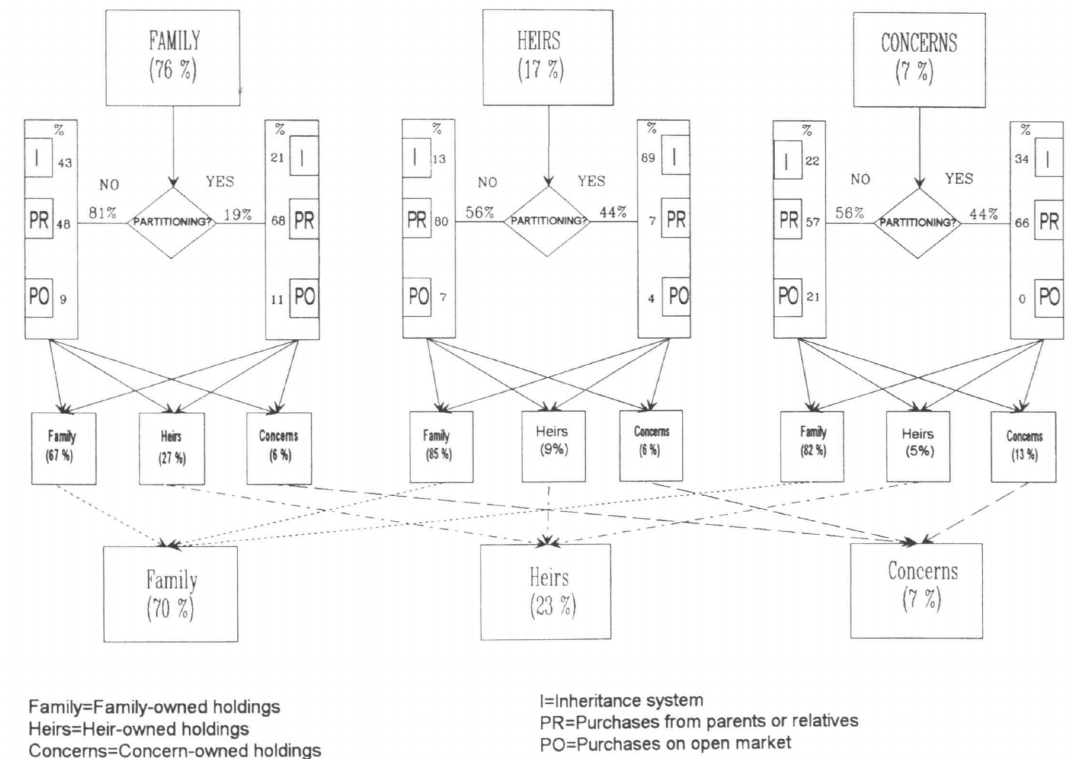 FAMILY
(76 %)
HEIRS
(17 %)
CONCERNS
(7 %)
%
I 43
PR 48
PO 9
NO
81%
PARTITIONING?
YES
19%
%
21 I
68 PR
11 PO
%
I 13
PR 80
PO 7
NO
56%
PARTITIONING?
YES
44%
%
89 I
7 PR
4 PO
%
I 22
PR 57
PO 21
NO
56%
PARTITIONING?
YES
44%
%
34 I
66 PR
0 PO
Family
(67 %)
Heirs
(27 %)
Concerns
(6 %)
Family
(85 %)
Heirs
(9%)
Concerns
(6 %)
Family
(82 %)
Heirs
(5%)
Concerns
(13 %)
Family
(70 %)
Heirs
(23 %)
Concerns
(7 %)
Family=Family-owned holdings
Heirs=Heir-owned holdings
Concerns=Concern-owned holdings
I=Inheritance system
PR=Purchases from parents or relatives
PO=Purchases on open market